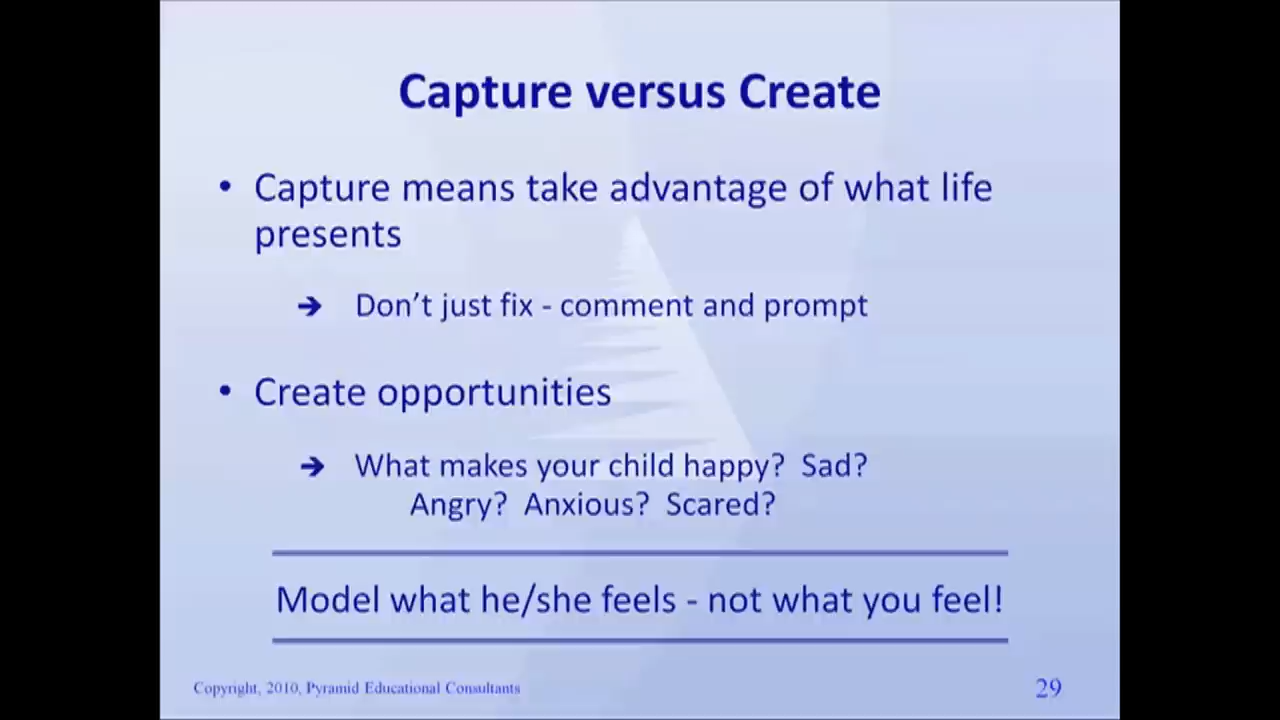 Capture versus Create
• Capture means take advantage of what life
presents
➔ Don't just fix - comment and prompt
• Create opportunities
➔ What makes your child happy? Sad?
Angry? Anxious? Scared?
Model what he/she feels - not what you feel!
Copyright, 2010, Pyramid Educational Consultants
29